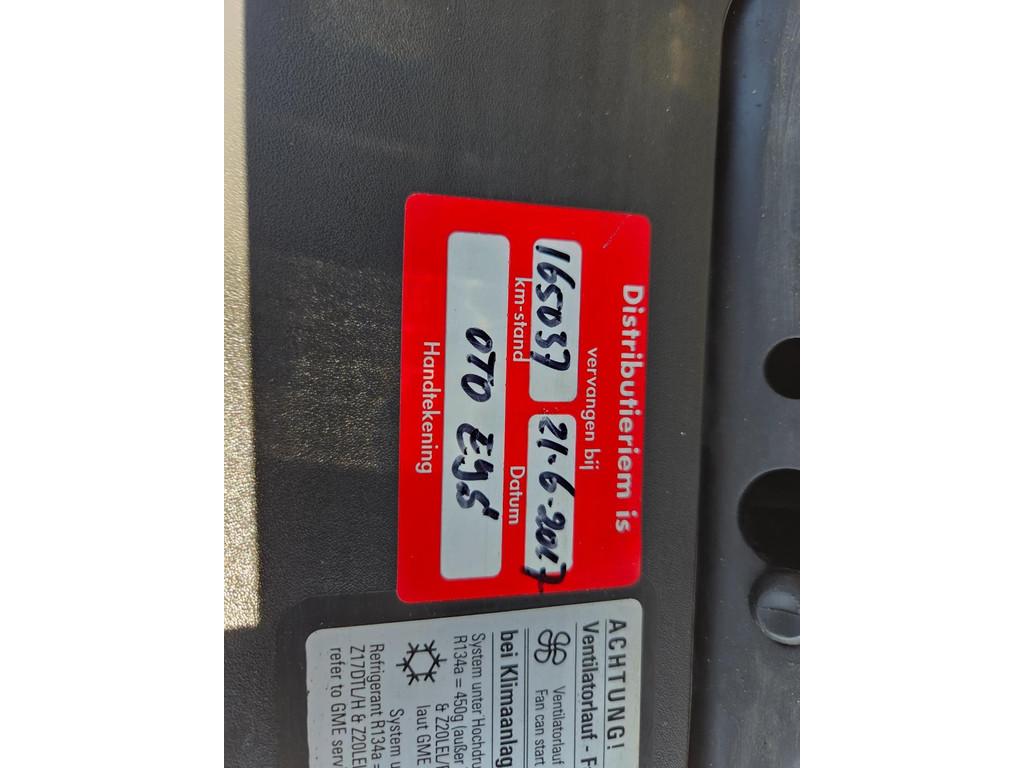 Distributieriem is
vervangen bij
165037 21-6-2017
km-stand Datum
OTO EYS
Handtekening
ACHTUNG!
Ventilatorlauf -
Ventilatorlauf
Fan can start
bei Klimaanlag
System unter Hochdru
R134a = 450g (außer
& Z20LEL/
laut GME
System u
Refrigerant R134a =
Z17DTL/H & Z20LE
refer to GME serv